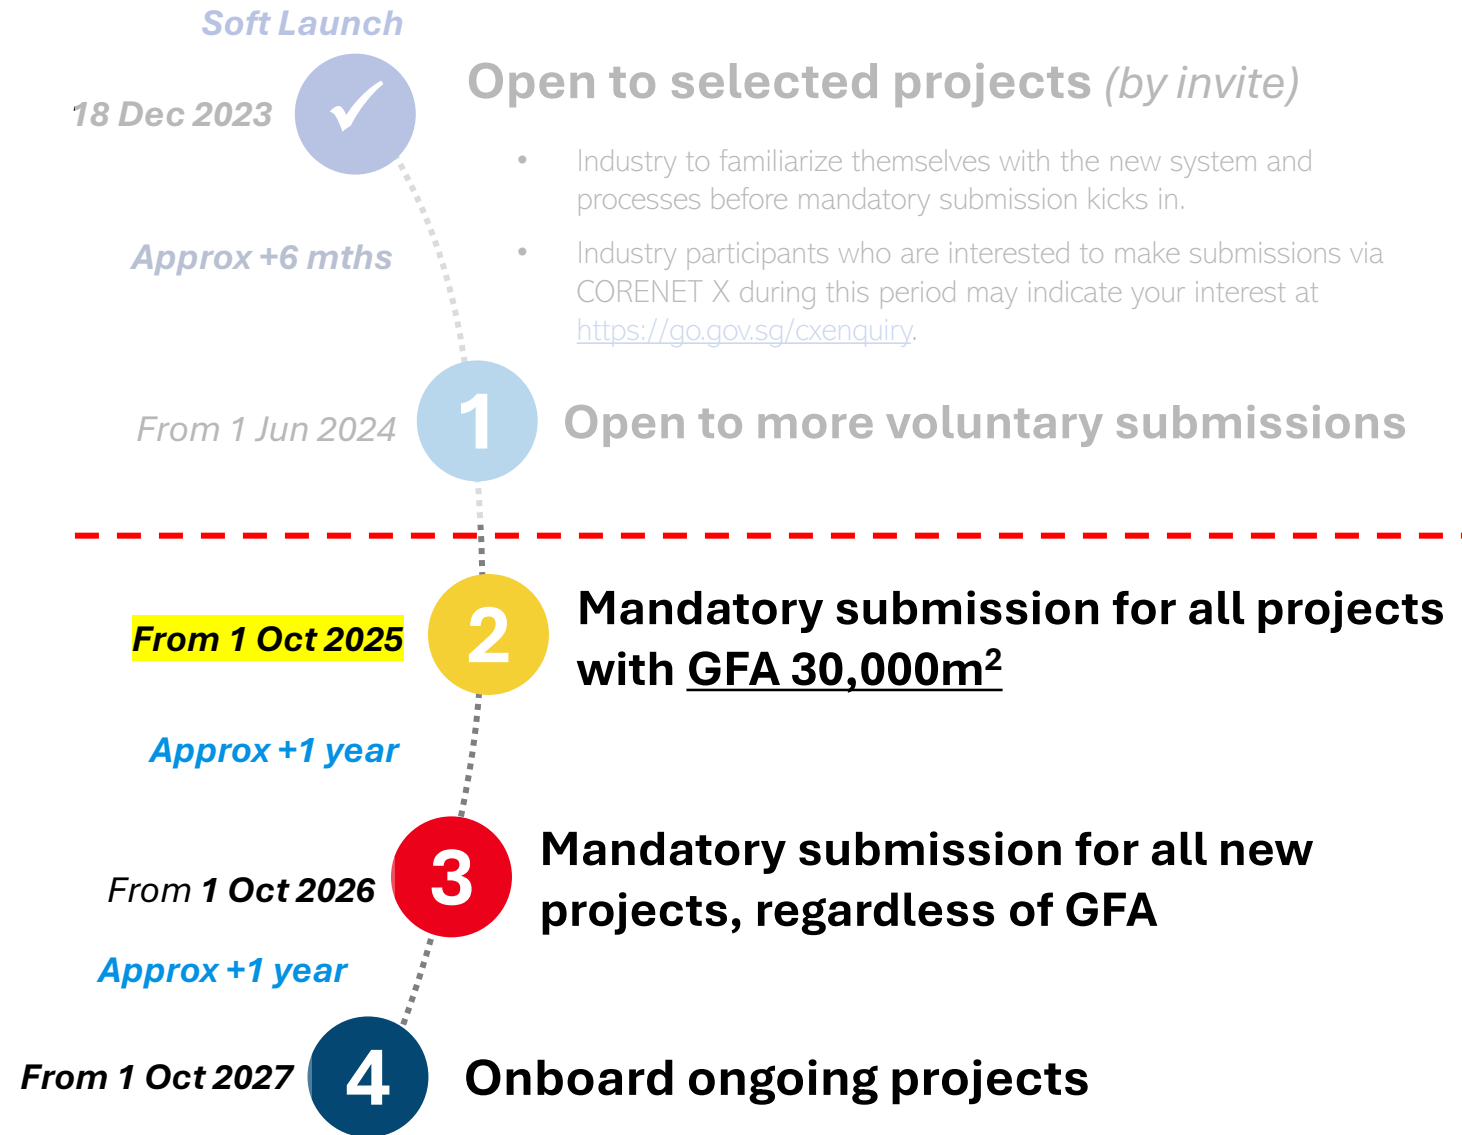 Soft Launch
18 Dec 2023
✓
Open to selected projects (by invite)
• Industry to familiarize themselves with the new system and
processes before mandatory submission kicks in.
Approx +6 mths
• Industry participants who are interested to make submissions via
CORENET X during this period may indicate your interest at
https://go.gov.sg/cxenquiry.
From 1 Jun 2024
1
Open to more voluntary submissions
From 1 Oct 2025
2
Mandatory submission for all projects
with GFA 30,000m²
Approx +1 year
From 1 Oct 2026
3
Mandatory submission for all new
projects, regardless of GFA
Approx +1 year
From 1 Oct 2027
4
Onboard ongoing projects